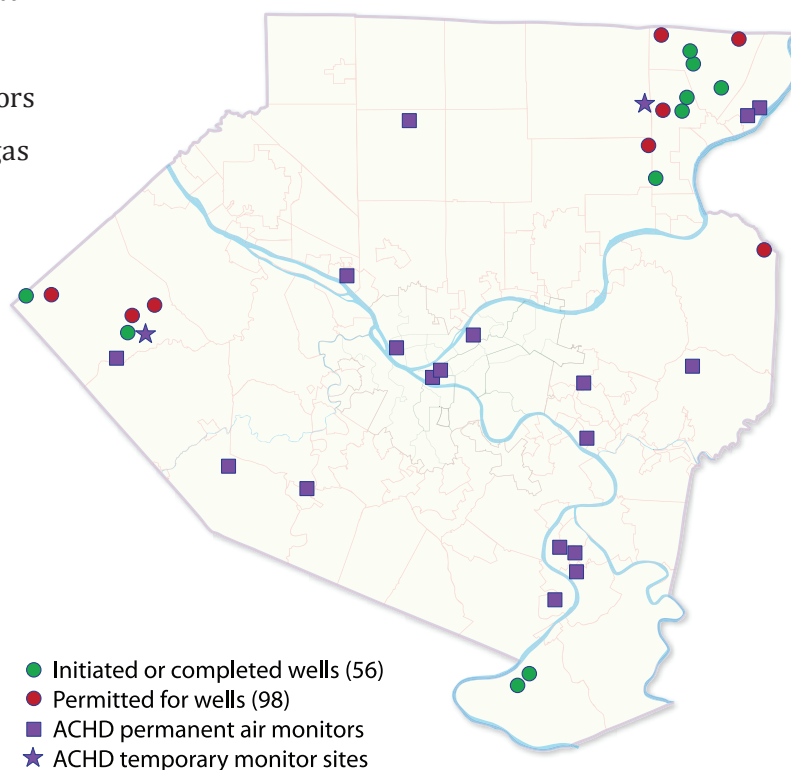 ors
gas
Initiated or completed wells (56)
Permitted for wells (98)
ACHD permanent air monitors
ACHD temporary monitor sites